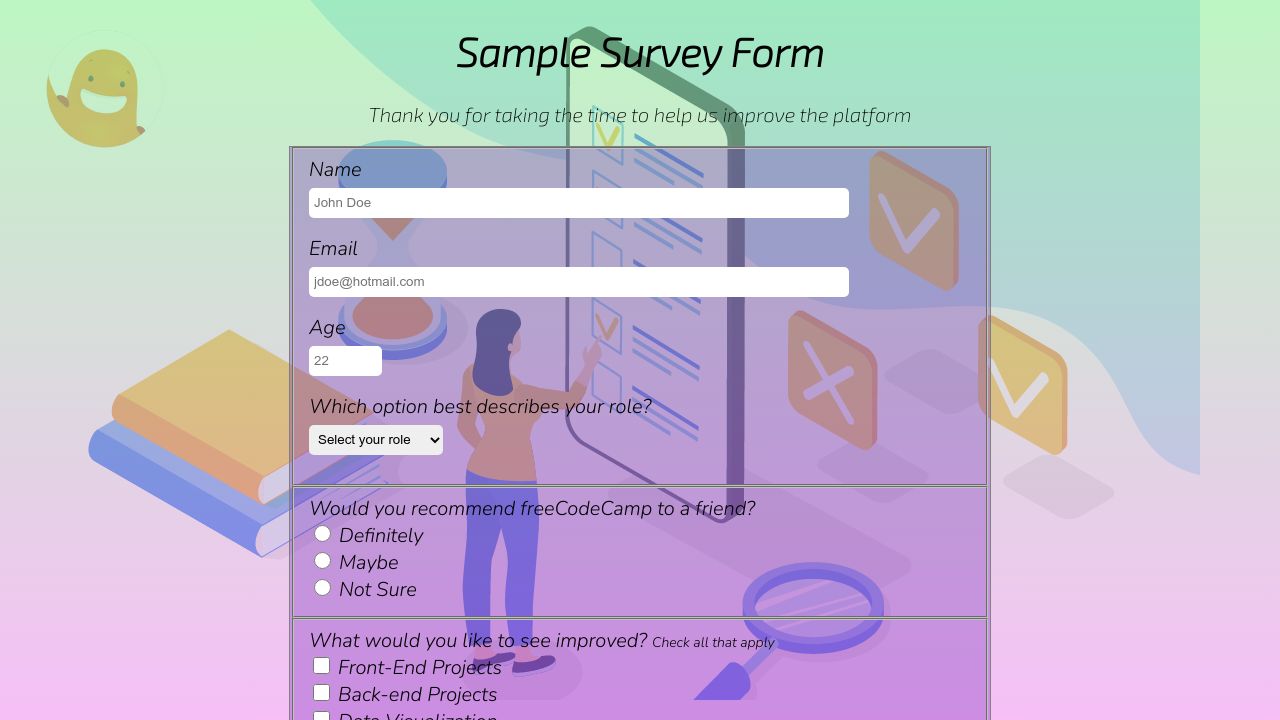 Sample Survey Form
Thank you for taking the time to help us improve the platform
Name
John Doe
Email
jdoe@hotmail.com
Age
22
Which option best describes your role?
Select your role
Would you recommend freeCodeCamp to a friend?
Definitely
Maybe
Not Sure
What would you like to see improved? Check all that apply
Front-End Projects
Back-end Projects
Data Visualization